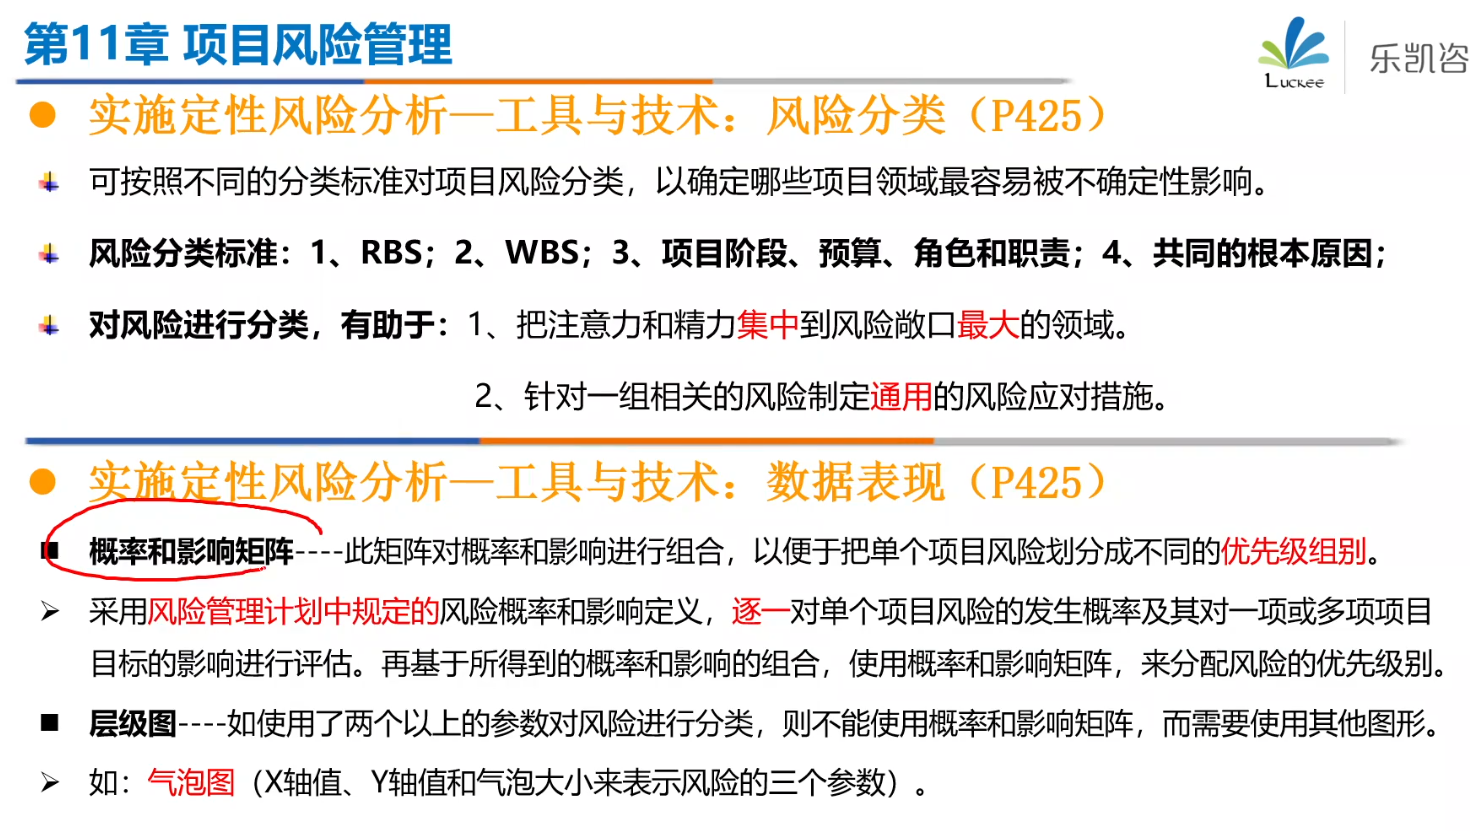 第11章 项目风险管理
Luckee 乐凯咨
实施定性风险分析—工具与技术：风险分类（P425）
可按照不同的分类标准对项目风险分类，以确定哪些项目领域最容易被不确定性影响。
风险分类标准：1、RBS；2、WBS；3、项目阶段、预算、角色和职责；4、共同的根本原因；
对风险进行分类，有助于：1、把注意力和精力集中到风险敞口最大的领域。
2、针对一组相关的风险制定通用的风险应对措施。
实施定性风险分析—工具与技术：数据表现（P425）
概率和影响矩阵----此矩阵对概率和影响进行组合，以便于把单个项目风险划分成不同的优先级组别。
采用风险管理计划中规定的风险概率和影响定义，逐一对单个项目风险的发生概率及其对一项或多项项目
目标的影响进行评估。再基于所得到的概率和影响的组合，使用概率和影响矩阵，来分配风险的优先级别。
层级图----如使用了两个以上的参数对风险进行分类，则不能使用概率和影响矩阵，而需要使用其他图形。
如：气泡图（X轴值、Y轴值和气泡大小来表示风险的三个参数）。